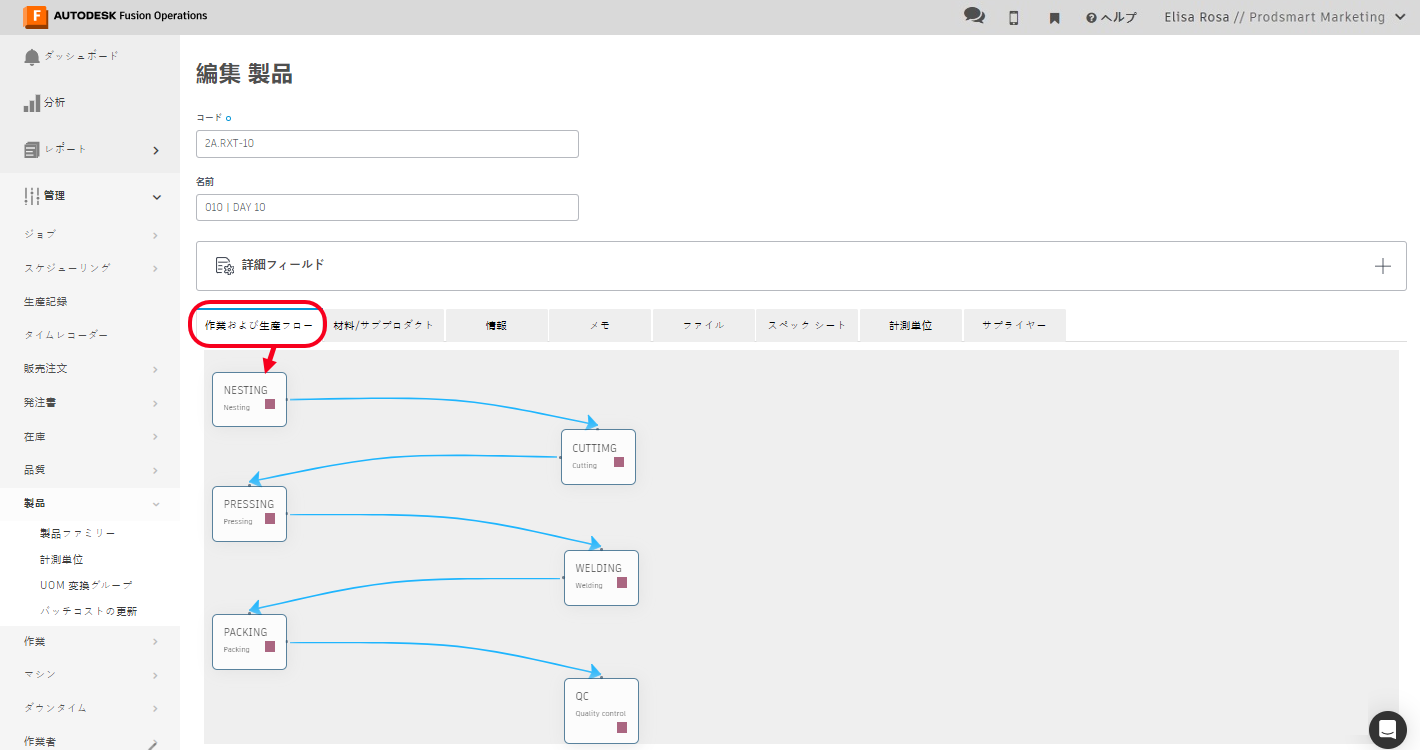 F AUTODESK Fusion Operations
ヘルプ
Elisa Rosa // Prodsmart Marketing
ダッシュボード
分析
レポート
管理
ジョブ
スケジューリング
生産記録
タイムレコーダー
販売注文
発注書
在庫
品質
製品
製品ファミリー
計測単位
UOM 変換グループ
バッチコストの更新
作業
マシン
ダウンタイム
作業者
編集 製品
コード
2A.RXT-10
名前
010 | DAY 10
詳細フィールド
作業および生産フロー
材料/サブプロダクト
情報
メモ
ファイル
スペック シート
計測単位
サプライヤー
NESTING
Nesting
CUTTIMG
Cutting
PRESSING
Pressing
WELDING
Welding
PACKING
Packing
QC
Quality control